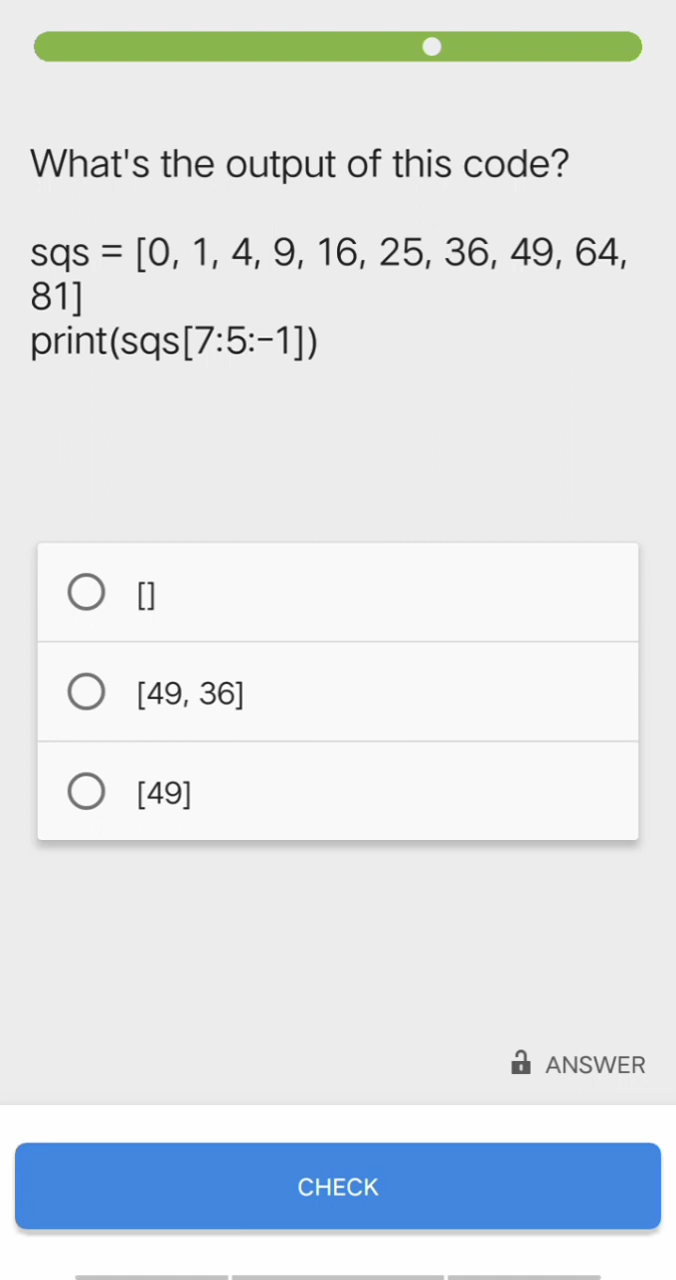 What's the output of this code?
sqs = [0, 1, 4, 9, 16, 25, 36, 49, 64,
81]
print(sqs[7:5:-1])
[]
[49, 36]
[49]
ANSWER
CHECK